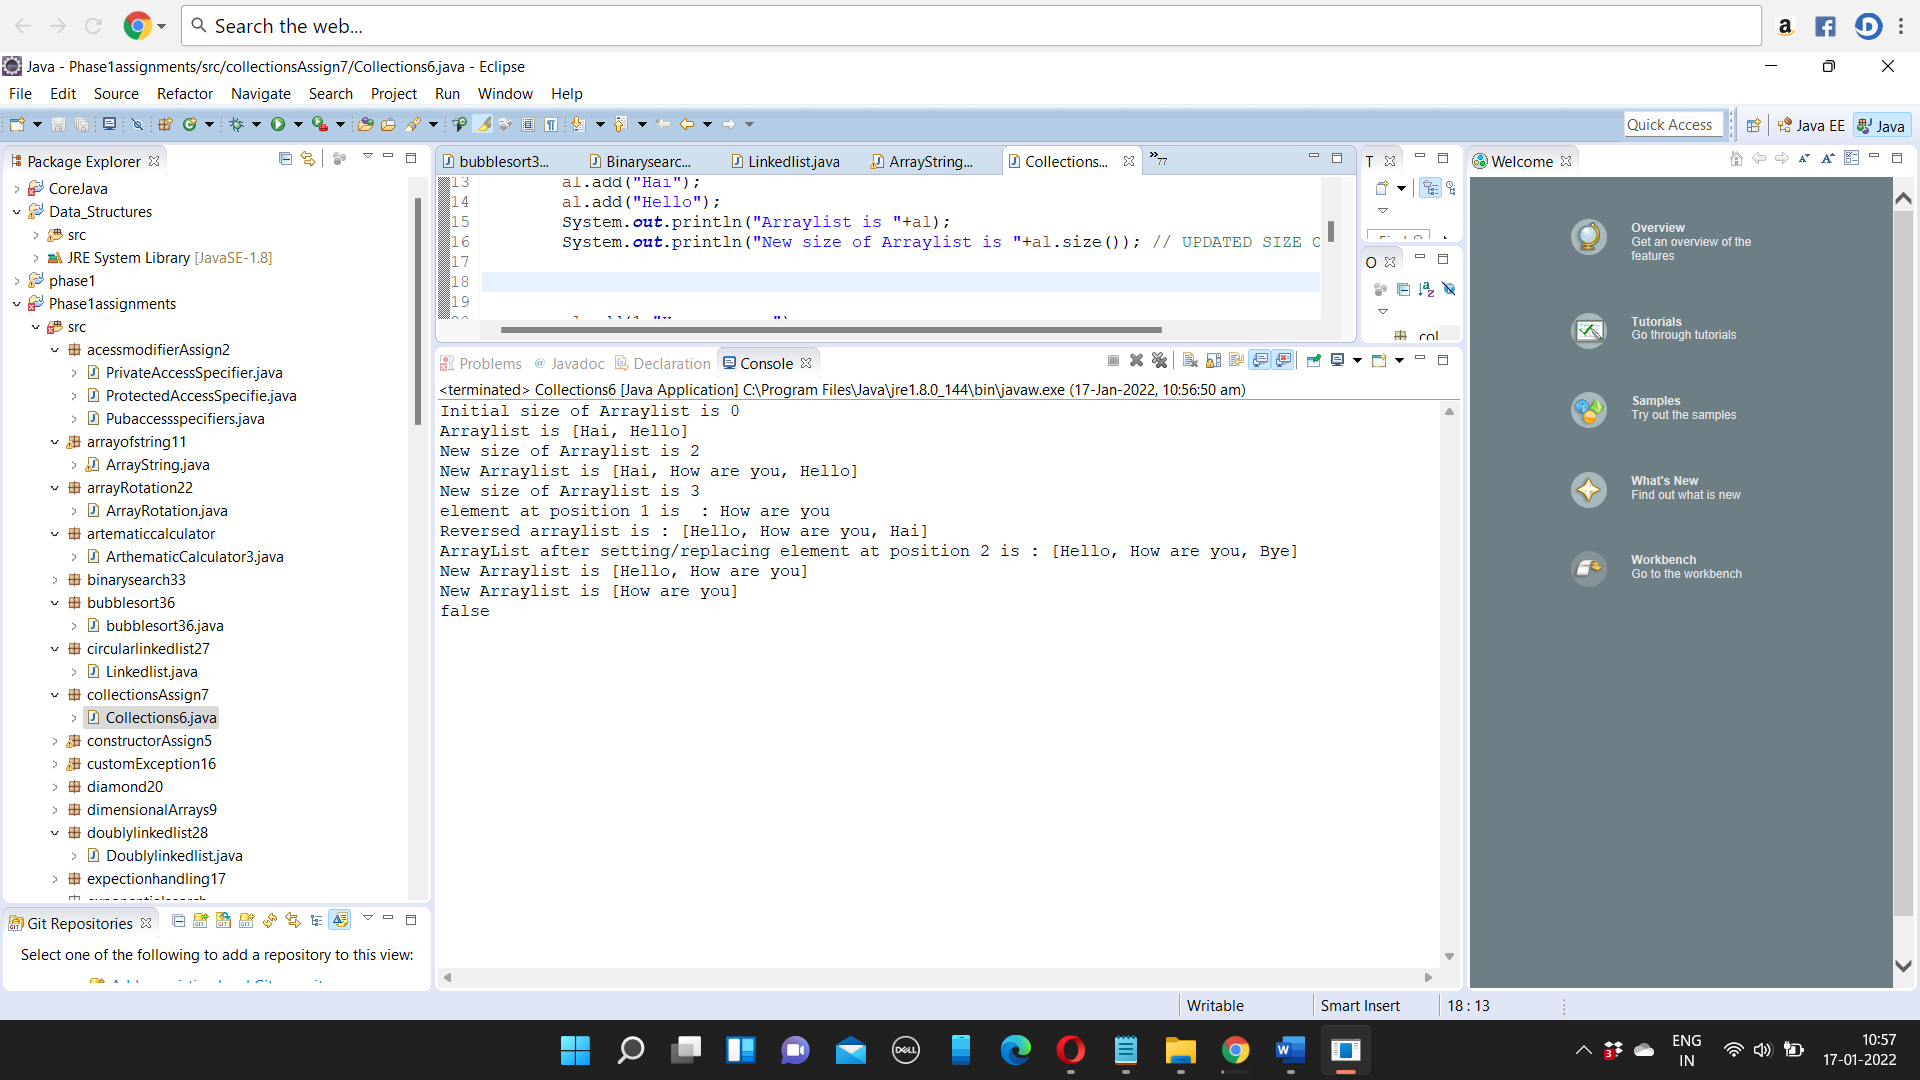 Search the web...
Java - Phase1assignments/src/collectionsAssign7/Collections6.java - Eclipse
File Edit Source Refactor Navigate Search Project Run Window Help
Quick Access
Java EE
Java
Package Explorer
CoreJava
Data_Structures
src
JRE System Library [JavaSE-1.8]
phase1
Phase1assignments
src
acessmodifierAssign2
PrivateAccessSpecifier.java
ProtectedAccessSpecifie.java
Pubaccessspecifiers.java
arrayofstring11
ArrayString.java
arrayRotation22
ArrayRotation.java
artematiccalculator
ArthematicCalculator3.java
binarysearch33
bubblesort36
bubblesort36.java
circularlinkedlist27
Linkedlist.java
collectionsAssign7
Collections6.java
constructorAssign5
customException16
diamond20
dimensionalArrays9
doublylinkedlist28
Doublylinkedlist.java
expectionhandling17
Git Repositories
Select one of the following to add a repository to this view:
bubblesort3... Binarysearc... Linkedlist.java ArrayString... Collections... »77
13 al.add("Hai");
14 al.add("Hello");
15 System.out.println("Arraylist is "+al);
16 System.out.println("New size of Arraylist is "+al.size()); // UPDATED SIZE
17
18
19
Problems @ Javadoc Declaration Console
<terminated> Collections6 [Java Application] C:\Program Files\Java\jre1.8.0_144\bin\javaw.exe (17-Jan-2022, 10:56:50 am)
Initial size of Arraylist is 0
Arraylist is [Hai, Hello]
New size of Arraylist is 2
New Arraylist is [Hai, How are you, Hello]
New size of Arraylist is 3
element at position 1 is  : How are you
Reversed arraylist is : [Hello, How are you, Hai]
ArrayList after setting/replacing element at position 2 is : [Hello, How are you, Bye]
New Arraylist is [Hello, How are you]
New Arraylist is [How are you]
false
T
O
col
Welcome
Overview
Get an overview of the
features
Tutorials
Go through tutorials
Samples
Try out the samples
What's New
Find out what is new
Workbench
Go to the workbench
Writable
Smart Insert
18 : 13
DELL
3
ENG
IN
10:57
17-01-2022